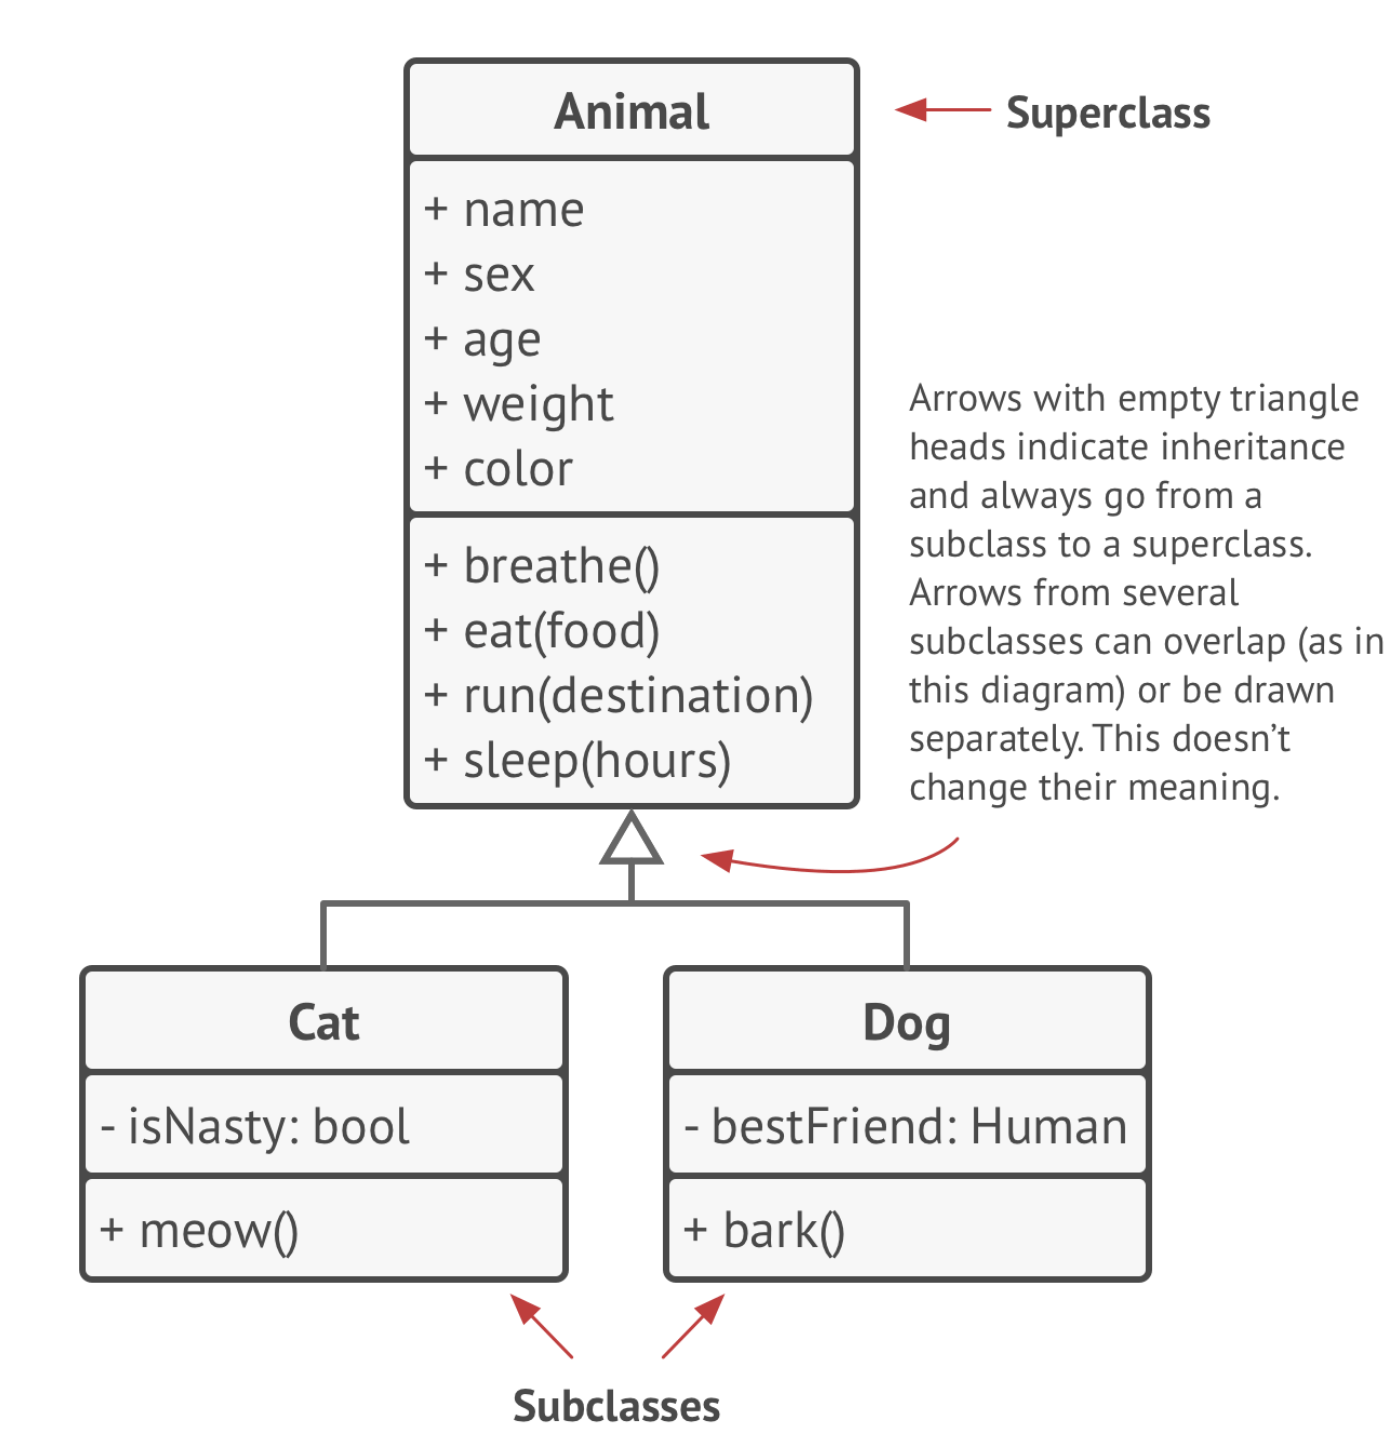 Animal
Superclass
+ name
+ sex
+ age
+ weight
+ color
+ breathe()
+ eat(food)
+ run(destination)
+ sleep(hours)
Arrows with empty triangle
heads indicate inheritance
and always go from a
subclass to a superclass.
Arrows from several
subclasses can overlap (as in
this diagram) or be drawn
separately. This doesn’t
change their meaning.
Cat
- isNasty: bool
+ meow()
Dog
- bestFriend: Human
+ bark()
Subclasses